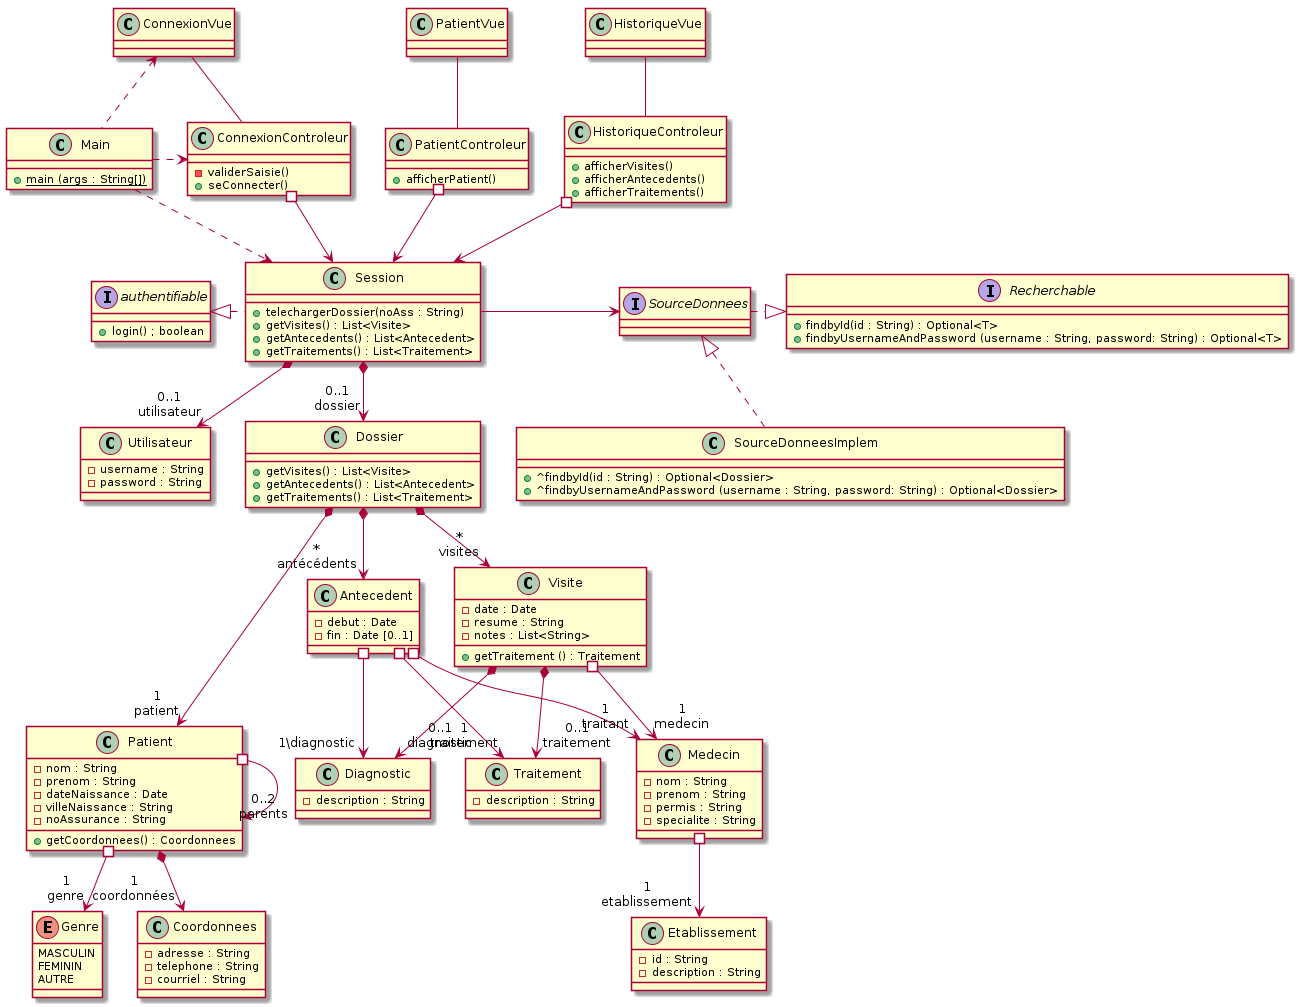 C ConnexionVue
C PatientVue
C HistoriqueVue
C Main
main (args : String[])
C ConnexionControleur
validerSaisie()
seConnecter()
C PatientControleur
afficherPatient()
C HistoriqueControleur
afficherVisites()
afficherAntecedents()
afficherTraitements()
I authentifiable
login() ; boolean
C Session
telechargerDossier(noAss : String)
getVisites() : List<Visite>
getAntecedents() : List<Antecedent>
getTraitements() : List<Traitement>
I SourceDonnees
I Recherchable
findbyId(id : String) : Optional<T>
findbyUsernameAndPassword (username : String, password: String) : Optional<T>
0..1
utilisateur
0..1
dossier
C Utilisateur
username : String
password : String
C Dossier
getVisites() : List<Visite>
getAntecedents() : List<Antecedent>
getTraitements() : List<Traitement>
C SourceDonneesImplem
^findbyId(id : String) : Optional<Dossier>
^findbyUsernameAndPassword (username : String, password: String) : Optional<Dossier>
*
antécédents
*
visites
C Antecedent
debut : Date
fin : Date [0..1]
C Visite
date : Date
resume : String
notes : List<String>
getTraitement () : Traitement
1
patient
1\diagnostic
0..1
diagnostic
1
traitement
0..1
traitement
1
traitant
1
medecin
C Patient
nom : String
prenom : String
dateNaissance : Date
villeNaissance : String
noAssurance : String
getCoordonnees() : Coordonnees
0..2
parents
C Diagnostic
description : String
C Traitement
description : String
C Medecin
nom : String
prenom : String
permis : String
specialite : String
1
genre
1
coordonnées
1
etablissement
E Genre
MASCULIN
FEMININ
AUTRE
C Coordonnees
adresse : String
telephone : String
courriel : String
C Etablissement
id : String
description : String